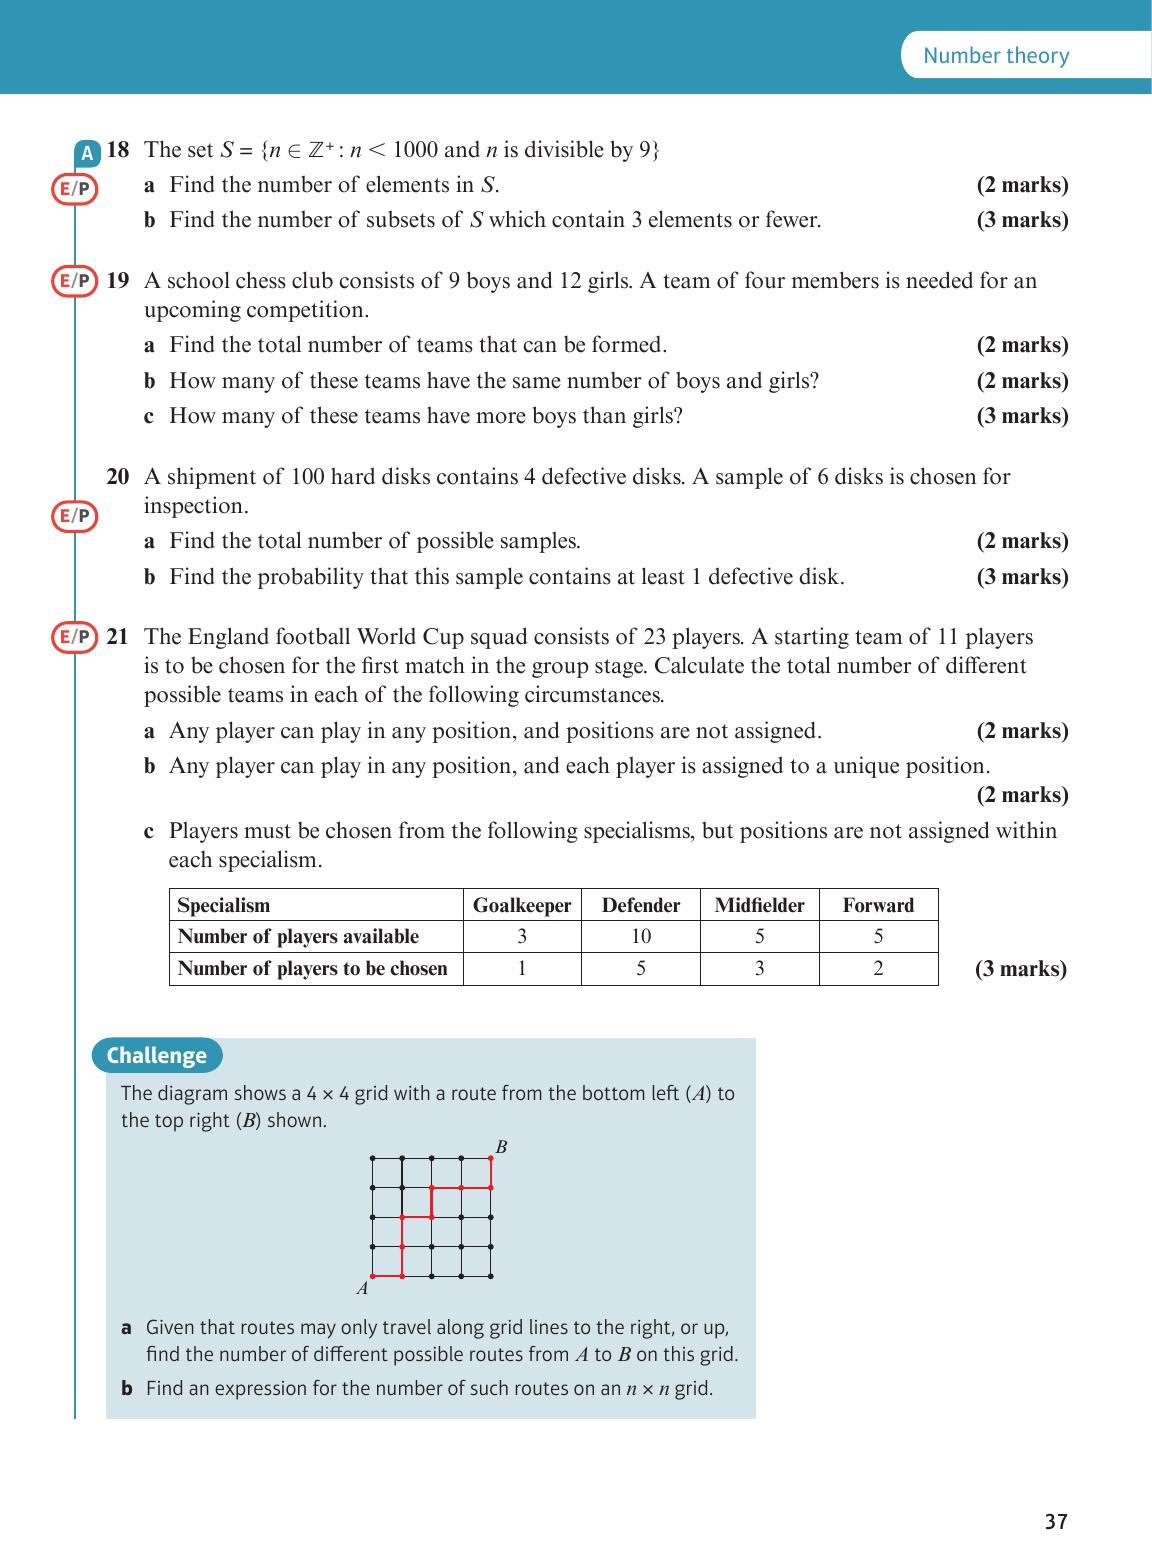 Number theory
A 18 The set S = {n ∈ ℤ⁺ : n < 1000 and n is divisible by 9}
E/P
a Find the number of elements in S. (2 marks)
b Find the number of subsets of S which contain 3 elements or fewer. (3 marks)
E/P 19 A school chess club consists of 9 boys and 12 girls. A team of four members is needed for an
upcoming competition.
a Find the total number of teams that can be formed. (2 marks)
b How many of these teams have the same number of boys and girls? (2 marks)
c How many of these teams have more boys than girls? (3 marks)
20 A shipment of 100 hard disks contains 4 defective disks. A sample of 6 disks is chosen for
inspection.
E/P
a Find the total number of possible samples. (2 marks)
b Find the probability that this sample contains at least 1 defective disk. (3 marks)
E/P 21 The England football World Cup squad consists of 23 players. A starting team of 11 players
is to be chosen for the first match in the group stage. Calculate the total number of different
possible teams in each of the following circumstances.
a Any player can play in any position, and positions are not assigned. (2 marks)
b Any player can play in any position, and each player is assigned to a unique position.
(2 marks)
c Players must be chosen from the following specialisms, but positions are not assigned within
each specialism.
Specialism Goalkeeper Defender Midfielder Forward
Number of players available 3 10 5 5
Number of players to be chosen 1 5 3 2 (3 marks)
Challenge
The diagram shows a 4 × 4 grid with a route from the bottom left (A) to
the top right (B) shown.
B
A
a Given that routes may only travel along grid lines to the right, or up,
find the number of different possible routes from A to B on this grid.
b Find an expression for the number of such routes on an n × n grid.
37